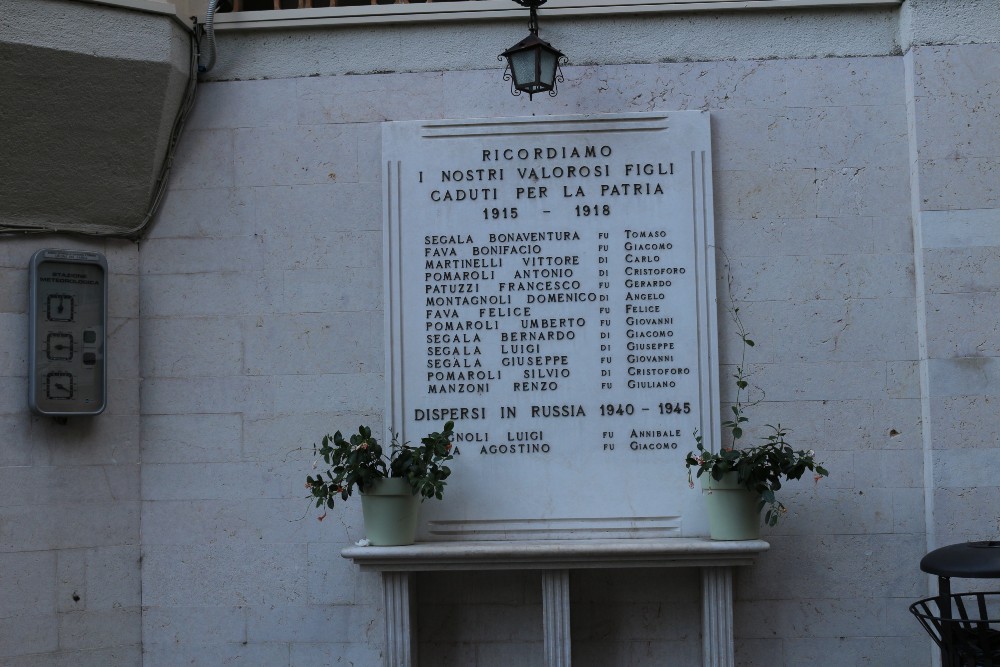 RICORDIAMO
I NOSTRI VALOROSI FIGLI
CADUTI PER LA PATRIA
1915 - 1918
SEGALA BONAVENTURA FU TOMASO
FAVA BONIFACIO FU GIACOMO
MARTINELLI VITTORE DI CARLO
POMAROLI ANTONIO DI CRISTOFORO
PATUZZI FRANCESCO FU GERARDO
MONTAGNOLI DOMENICO DI ANGELO
FAVA FELICE FU FELICE
POMAROLI UMBERTO FU GIOVANNI
SEGALA BERNARDO DI GIACOMO
SEGALA LUIGI DI GIUSEPPE
SEGALA GIUSEPPE FU GIOVANNI
POMAROLI SILVIO DI CRISTOFORO
MANZONI RENZO FU GIULIANO
DISPERSI IN RUSSIA 1940 - 1945
LUIGI FU ANNIBALE
AGOSTINO FU GIACOMO
STAZIONE
METEOROLOGICA